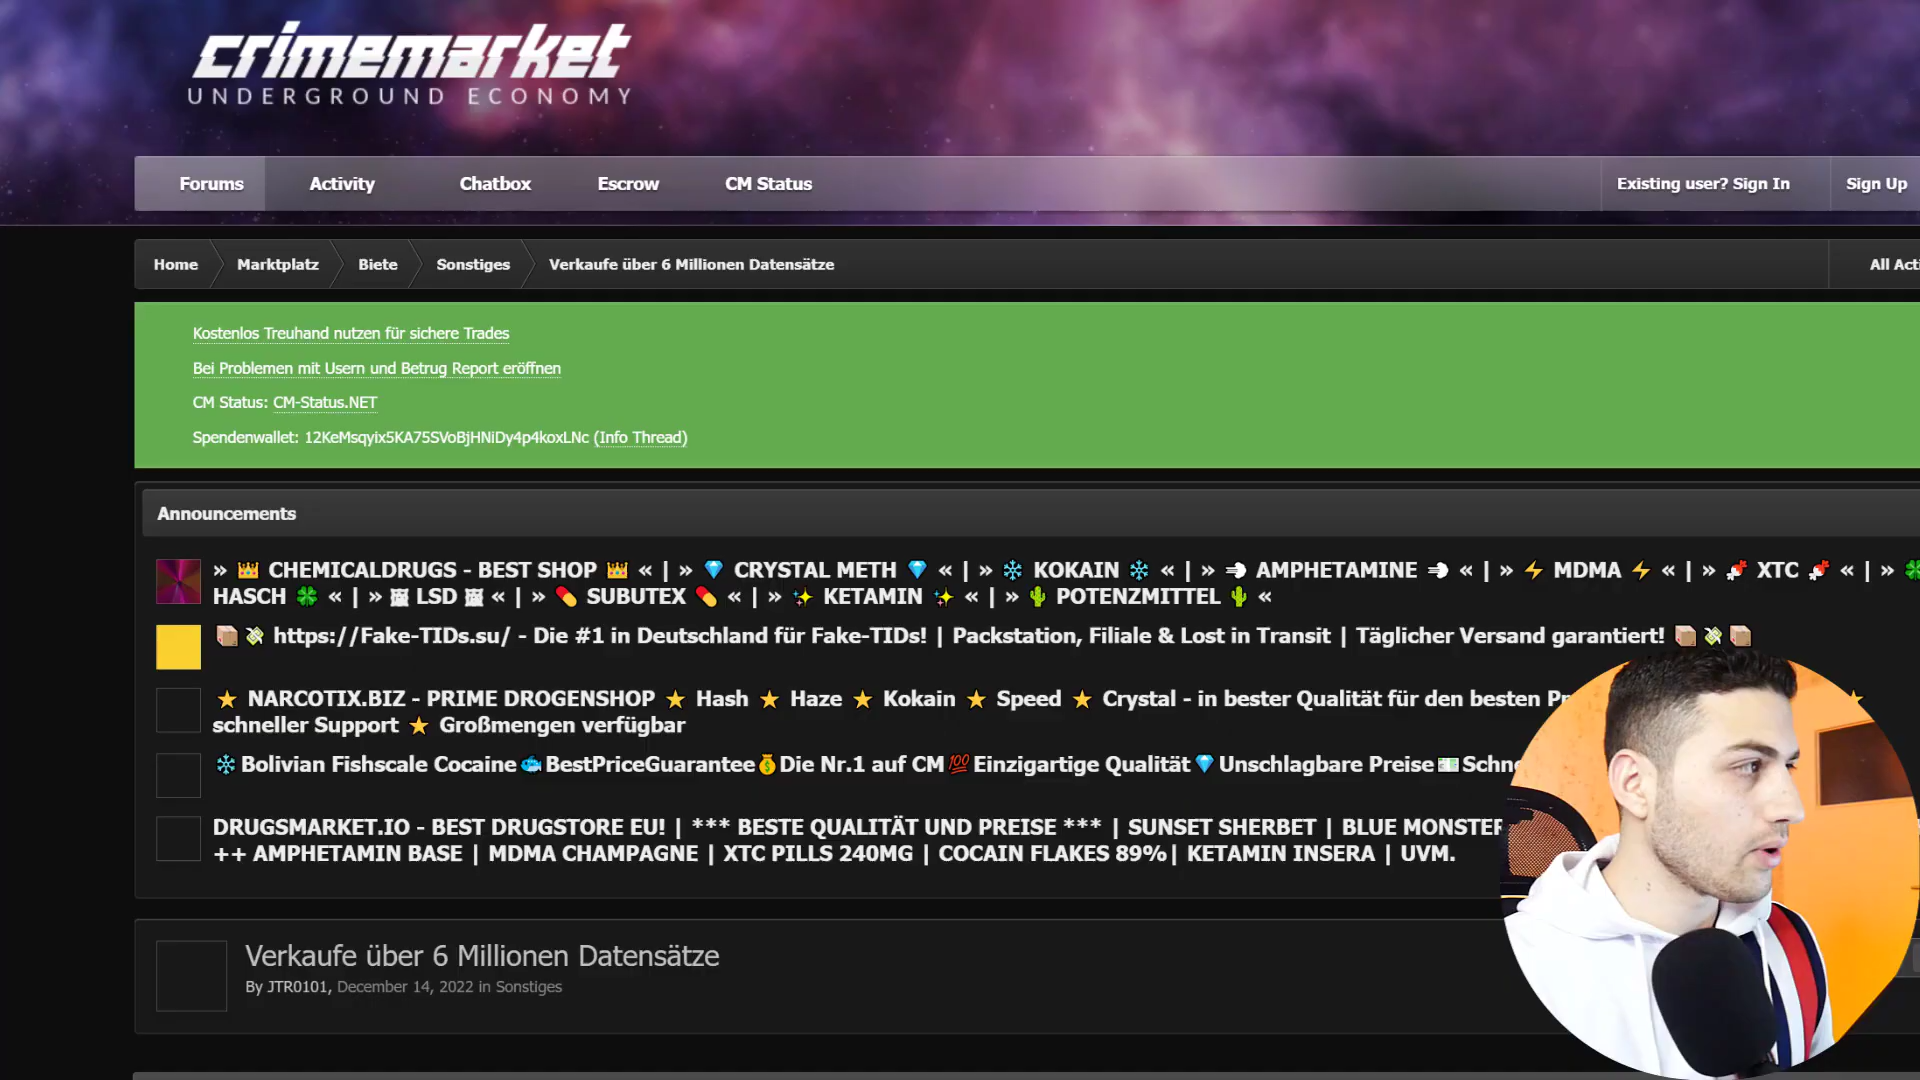 crimemarket
UNDERGROUND ECONOMY
Forums Activity Chatbox Escrow CM Status Existing user? Sign In Sign Up
Home Marktplatz Biete Sonstiges Verkaufe über 6 Millionen Datensätze All Acti
Kostenlos Treuhand nutzen für sichere Trades
Bei Problemen mit Usern und Betrug Report eröffnen
CM Status: CM-Status.NET
Spendenwallet: 12KeMsqyix5KA75SVoBjHNiDy4p4koxLNc (Info Thread)
Announcements
» 👑 CHEMICALDRUGS - BEST SHOP 👑 « | » 💎 CRYSTAL METH 💎 « | » ❄ KOKAIN ❄ « | » 💨 AMPHETAMINE 💨 « | » ⚡ MDMA ⚡ « | » 🍬 XTC 🍬 « | » 🍀
HASCH 🍀 « | » LSD « | » 💊 SUBUTEX 💊 « | » ✨ KETAMIN ✨ « | » 🌵 POTENZMITTEL 🌵 «
📦 💸 https://Fake-TIDs.su/ - Die #1 in Deutschland für Fake-TIDs! | Packstation, Filiale & Lost in Transit | Täglicher Versand garantiert! 📦 💸 📦
⭐ NARCOTIX.BIZ - PRIME DROGENSHOP ⭐ Hash ⭐ Haze ⭐ Kokain ⭐ Speed ⭐ Crystal - in bester Qualität für den besten
schneller Support ⭐ Großmengen verfügbar
❄Bolivian Fishscale Cocaine🐟BestPriceGuarantee💰Die Nr.1 auf CM💯Einzigartige Qualität💎Unschlagbare Preise💵Schne
DRUGSMARKET.IO - BEST DRUGSTORE EU! | *** BESTE QUALITÄT UND PREISE *** | SUNSET SHERBET | BLUE MONSTER
++ AMPHETAMIN BASE | MDMA CHAMPAGNE | XTC PILLS 240MG | COCAIN FLAKES 89%| KETAMIN INSERA | UVM.
Verkaufe über 6 Millionen Datensätze
By JTR0101, December 14, 2022 in Sonstiges